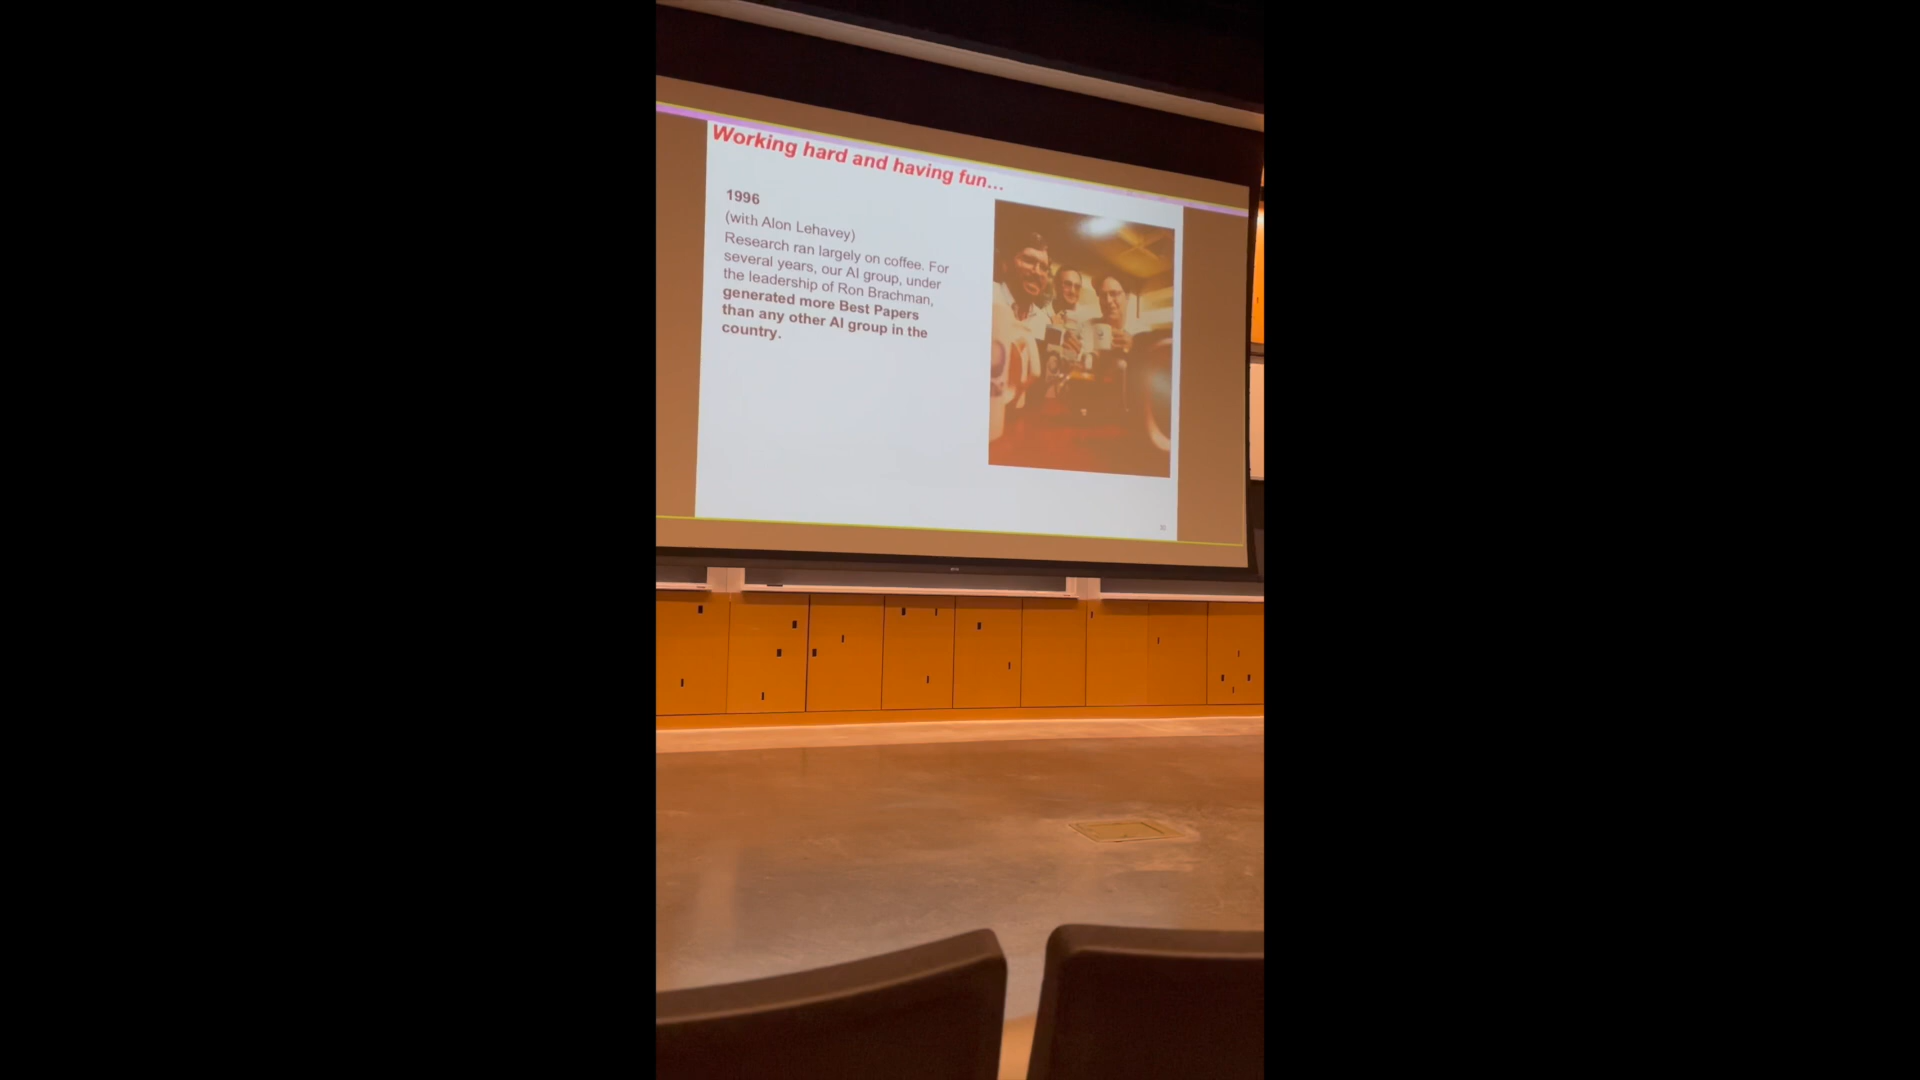 Working hard and having fun...
1996
(with Alon Lehavey)
Research ran largely on coffee. For
several years, our AI group, under
the leadership of Ron Brachman,
generated more Best Papers
than any other AI group in the
country.